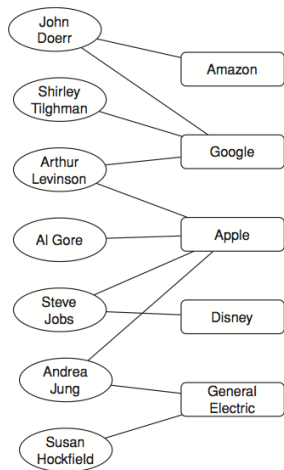 John
Doerr
Amazon
Shirley
Tilghman
Google
Arthur
Levinson
Al Gore
Apple
Steve
Jobs
Disney
Andrea
Jung
General
Electric
Susan
Hockfield